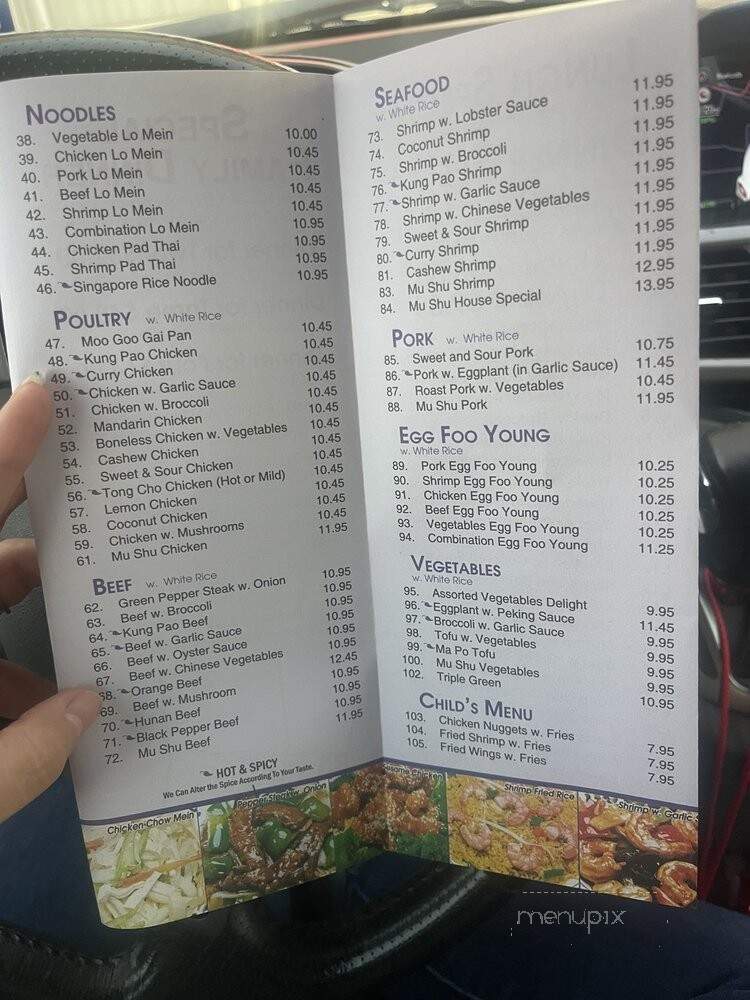 NOODLES
38. Vegetable Lo Mein 10.00
39. Chicken Lo Mein 10.45
40. Pork Lo Mein 10.45
41. Beef Lo Mein 10.45
42. Shrimp Lo Mein 10.45
43. Combination Lo Mein 10.95
44. Chicken Pad Thai 10.95
45. Shrimp Pad Thai 10.95
46. Singapore Rice Noodle 10.95
POULTRY w. White Rice
47. Moo Goo Gai Pan 10.45
48. Kung Pao Chicken 10.45
49. Curry Chicken 10.45
50. Chicken w. Garlic Sauce 10.45
51. Chicken w. Broccoli 10.45
52. Mandarin Chicken 10.45
53. Boneless Chicken w. Vegetables 10.45
54. Cashew Chicken 10.45
55. Sweet & Sour Chicken 10.45
56. Tong Cho Chicken (Hot or Mild) 10.45
57. Lemon Chicken 10.45
58. Coconut Chicken 10.45
59. Chicken w. Mushrooms 10.45
61. Mu Shu Chicken 11.95
BEEF w. White Rice
62. Green Pepper Steak w. Onion 10.95
63. Beef w. Broccoli 10.95
64. Kung Pao Beef 10.95
65. Beef w. Garlic Sauce 10.95
66. Beef w. Oyster Sauce 10.95
67. Beef w. Chinese Vegetables 10.95
68. Orange Beef 12.45
69. Beef w. Mushroom 10.95
70. Hunan Beef 10.95
71. Black Pepper Beef 10.95
72. Mu Shu Beef 11.95
HOT & SPICY
We Can Alter the Spice According To Your Taste.
Chicken Chow Mein
Pepper Steak w. Onion
SEAFOOD
w. White Rice
73. Shrimp w. Lobster Sauce 11.95
74. Coconut Shrimp 11.95
75. Shrimp w. Broccoli 11.95
76. Kung Pao Shrimp 11.95
77. Shrimp w. Garlic Sauce 11.95
78. Shrimp w. Chinese Vegetables 11.95
79. Sweet & Sour Shrimp 11.95
80. Curry Shrimp 11.95
81. Cashew Shrimp 11.95
83. Mu Shu Shrimp 12.95
84. Mu Shu House Special 13.95
PORK w. White Rice
85. Sweet and Sour Pork 10.75
86. Pork w. Eggplant (in Garlic Sauce) 11.45
87. Roast Pork w. Vegetables 10.45
88. Mu Shu Pork 11.95
EGG FOO YOUNG
w. White Rice
89. Pork Egg Foo Young 10.25
90. Shrimp Egg Foo Young 10.25
91. Chicken Egg Foo Young 10.25
92. Beef Egg Foo Young 10.25
93. Vegetables Egg Foo Young 10.25
94. Combination Egg Foo Young 11.25
VEGETABLES
w. White Rice
95. Assorted Vegetables Delight 9.95
96. Eggplant w. Peking Sauce 11.45
97. Broccoli w. Garlic Sauce 9.95
98. Tofu w. Vegetables 9.95
99. Ma Po Tofu 9.95
100. Mu Shu Vegetables 9.95
102. Triple Green 10.95
CHILD'S MENU
103. Chicken Nuggets w. Fries 7.95
104. Fried Shrimp w. Fries 7.95
105. Fried Wings w. Fries 7.95
Chicken
Shrimp Fried Rice
Shrimp w. Garlic
menupix